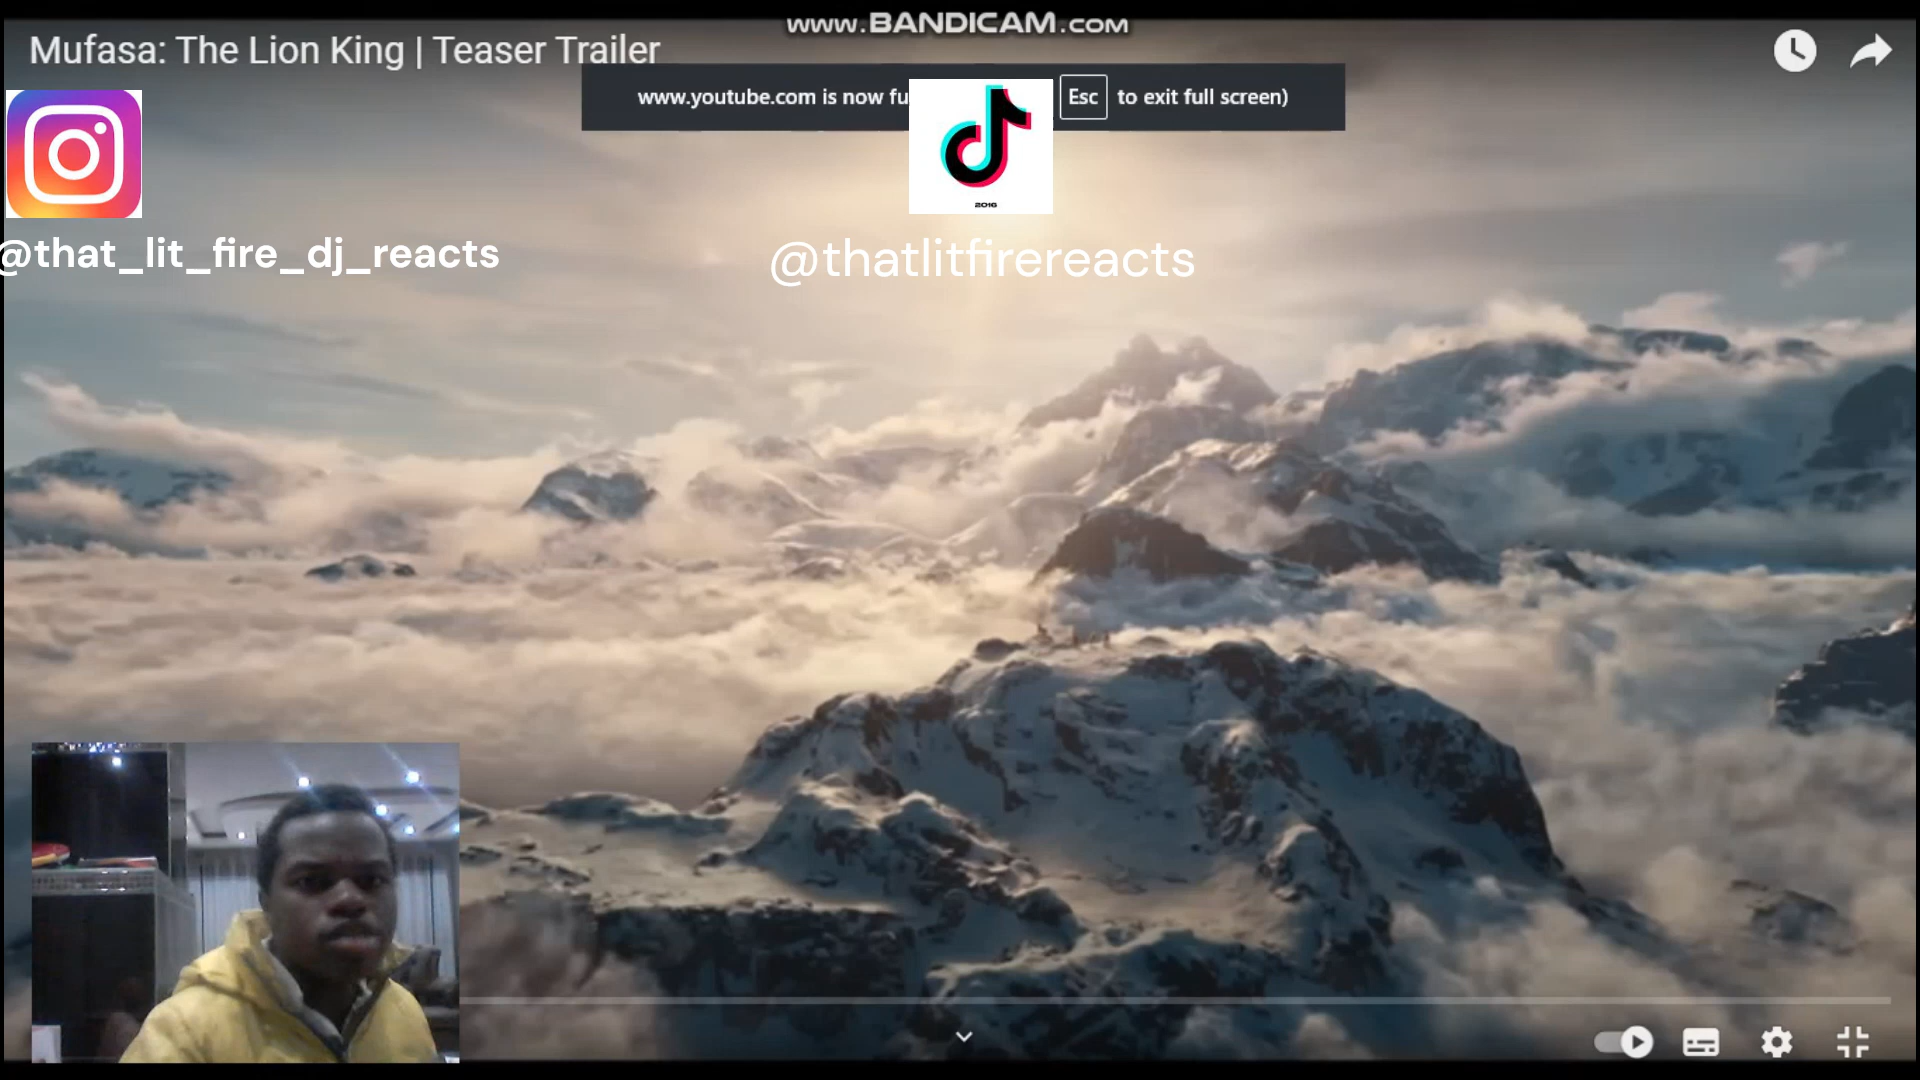 www.BANDICAM.COM
Mufasa: The Lion King | Teaser Trailer
www.youtube.com is now fu
Esc to exit full screen)
2016
@that_lit_fire_dj_reacts
@thatlitfirereacts